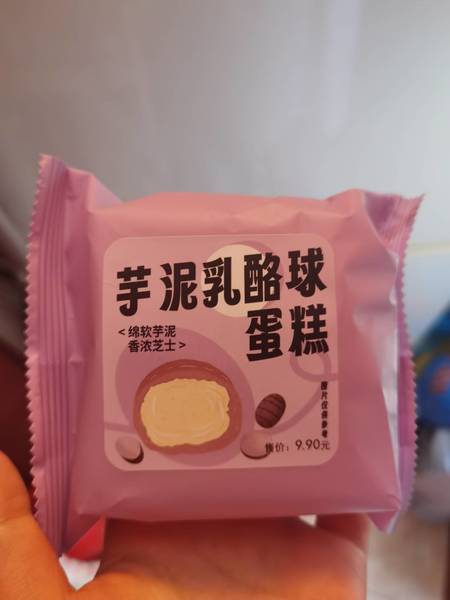 芋泥乳酪球
蛋糕
<绵软芋泥
香浓芝士>
图片仅供参考
售价：9.90元